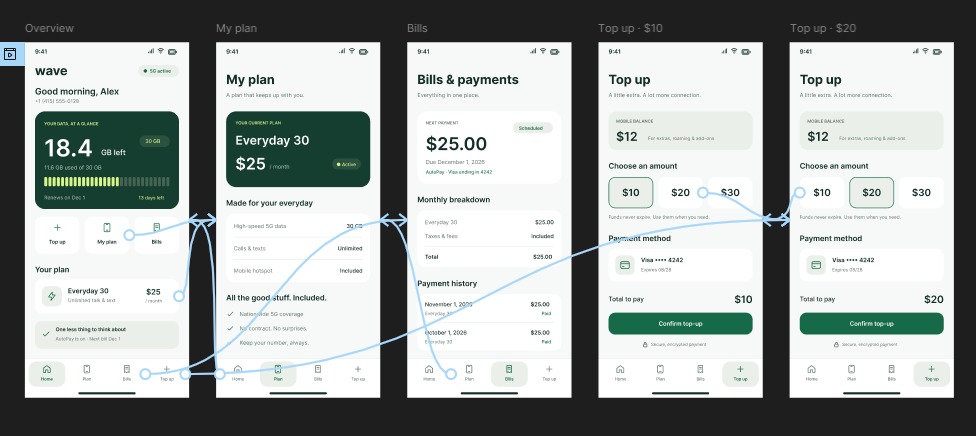 Overview
9:41
wave
5G active
Good morning, Alex
+1 (415) 555-0126
YOUR DATA, AT A GLANCE
18.4 GB left
30 GB
11.6 GB used of 30 GB
Renews on Dec 1
13 days left
Top up
My plan
Bills
Your plan
Everyday 30
Unlimited talk & text
$25
/ month
One less thing to think about
AutoPay is on · Next bill Dec 1
Home
Plan
Bills
Top up
My plan
9:41
My plan
A plan that keeps up with you.
YOUR CURRENT PLAN
Everyday 30
$25 / month
Active
Made for your everyday
High-speed 5G data
30 GB
Calls & texts
Unlimited
Mobile hotspot
Included
All the good stuff. Included.
Nationwide 5G coverage
No contract. No surprises.
Keep your number, always.
Home
Plan
Bills
Top up
Bills
9:41
Bills & payments
Everything in one place.
NEXT PAYMENT
Scheduled
$25.00
Due December 1, 2026
AutoPay · Visa ending in 4242
Monthly breakdown
Everyday 30
$25.00
Taxes & fees
Included
Total
$25.00
Payment history
November 1, 2026
$25.00
Everyday 30
Paid
October 1, 2026
$25.00
Everyday 30
Paid
Home
Plan
Bills
Top up
Top up · $10
9:41
Top up
A little extra. A lot more connection.
MOBILE BALANCE
$12
For extras, roaming & add-ons
Choose an amount
$10
$20
$30
Funds never expire. Use them when you need.
Payment method
Visa •••• 4242
Expires 09/28
Total to pay
$10
Confirm top-up
Secure, encrypted payment
Home
Plan
Bills
Top up
Top up · $20
9:41
Top up
A little extra. A lot more connection.
MOBILE BALANCE
$12
For extras, roaming & add-ons
Choose an amount
$10
$20
$30
Funds never expire. Use them when you need.
Payment method
Visa •••• 4242
Expires 09/28
Total to pay
$20
Confirm top-up
Secure, encrypted payment
Home
Plan
Bills
Top up